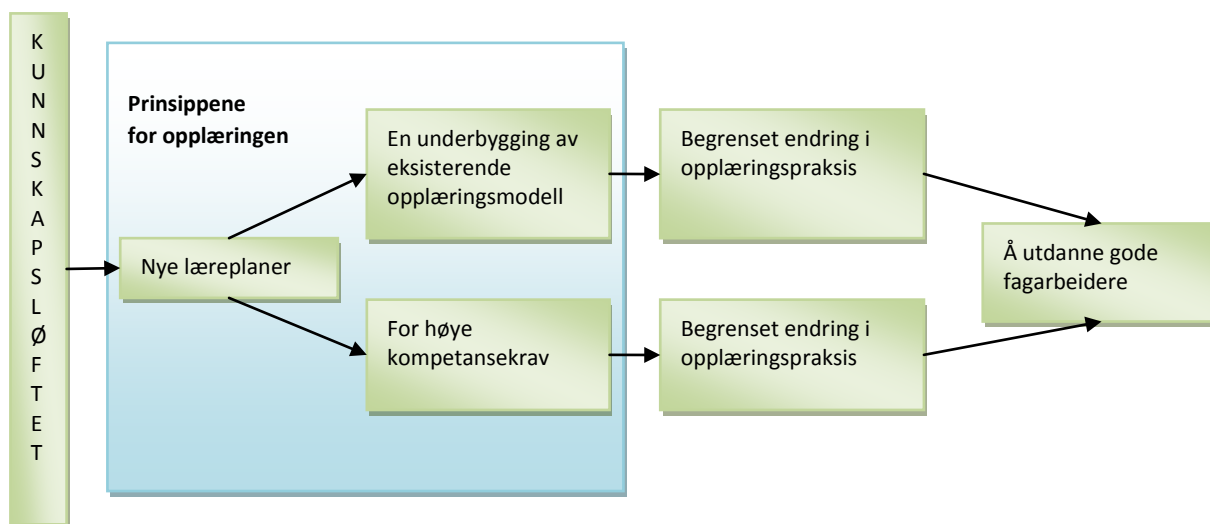 KUNNSKAPSLØFTET
Prinsippene
for opplæringen
Nye læreplaner
En underbygging av
eksisterende
opplæringsmodell
For høye
kompetansekrav
Begrenset endring i
opplæringspraksis
Begrenset endring i
opplæringspraksis
Å utdanne gode
fagarbeidere